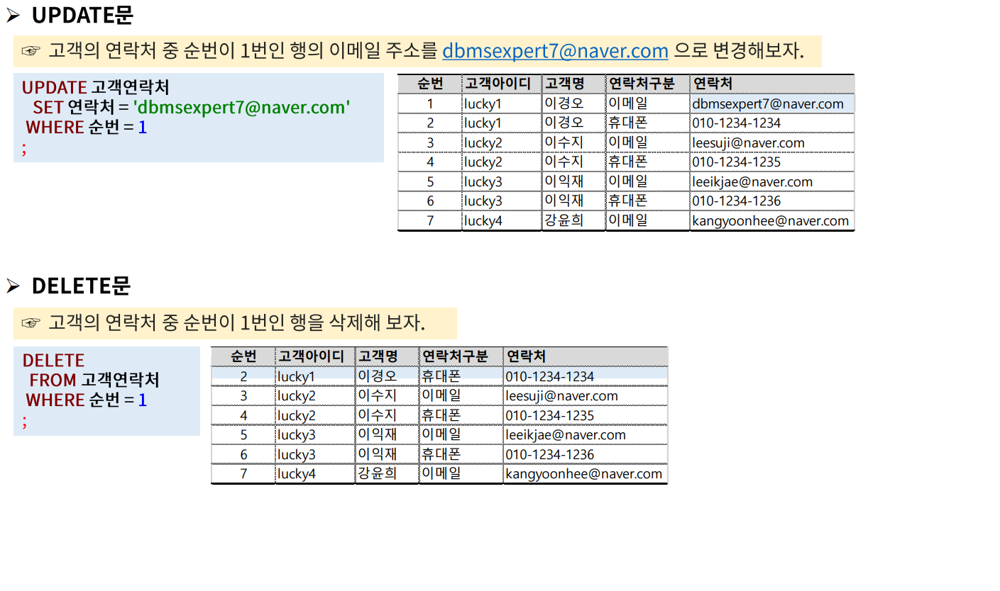 ➢ UPDATE문
☞ 고객의 연락처 중 순번이 1번인 행의 이메일 주소를 dbmsexpert7@naver.com 으로 변경해보자.
UPDATE 고객연락처
SET 연락처 = 'dbmsexpert7@naver.com'
WHERE 순번 = 1
;
순번 고객아이디 고객명 연락처구분 연락처
1 lucky1 이경오 이메일 dbmsexpert7@naver.com
2 lucky1 이경오 휴대폰 010-1234-1234
3 lucky2 이수지 이메일 leesuji@naver.com
4 lucky2 이수지 휴대폰 010-1234-1235
5 lucky3 이익재 이메일 leeikjae@naver.com
6 lucky3 이익재 휴대폰 010-1234-1236
7 lucky4 강윤희 이메일 kangyoonhee@naver.com
➢ DELETE문
☞ 고객의 연락처 중 순번이 1번인 행을 삭제해 보자.
DELETE
FROM 고객연락처
WHERE 순번 = 1
;
순번 고객아이디 고객명 연락처구분 연락처
2 lucky1 이경오 휴대폰 010-1234-1234
3 lucky2 이수지 이메일 leesuji@naver.com
4 lucky2 이수지 휴대폰 010-1234-1235
5 lucky3 이익재 이메일 leeikjae@naver.com
6 lucky3 이익재 휴대폰 010-1234-1236
7 lucky4 강윤희 이메일 kangyoonhee@naver.com